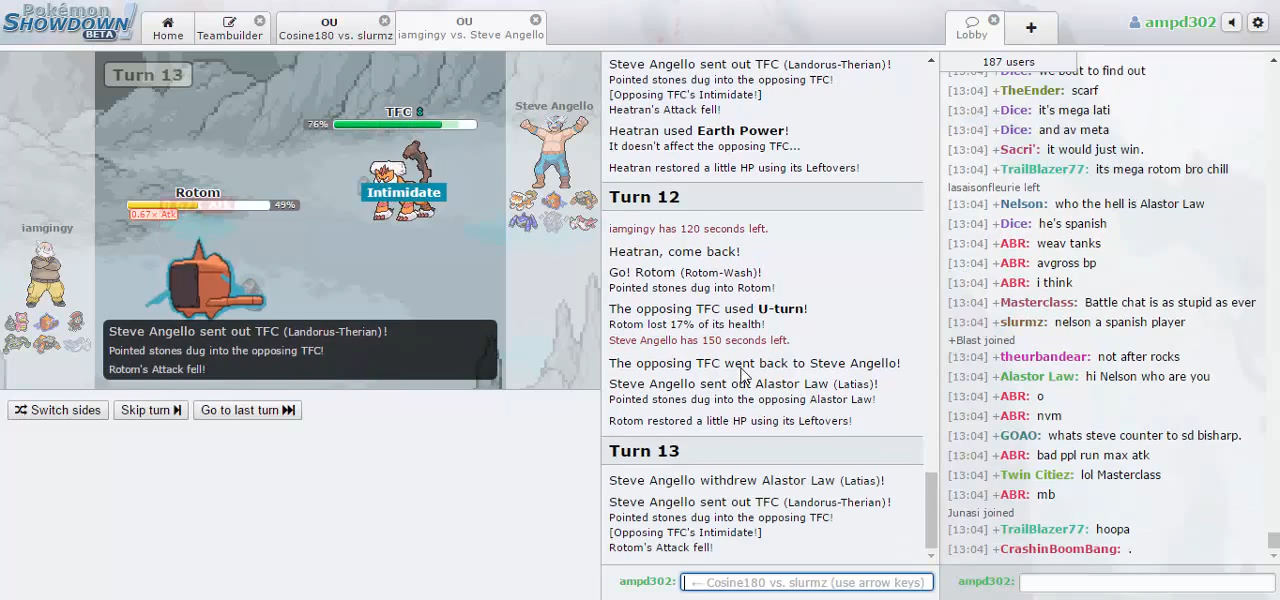 Pokémon
SHOWDOWN!
BETA
Home
Teambuilder
OU
Cosine180 vs. slurmz
OU
iamgingy vs. Steve Angello
Lobby
+
ampd302
187 users
Turn 13
TFC
76%
Steve Angello
Intimidate
Rotom
49%
0.67× Atk
iamgingy
Steve Angello sent out TFC (Landorus-Therian)!
Pointed stones dug into the opposing TFC!
Rotom's Attack fell!
Switch sides
Skip turn
Go to last turn
Steve Angello sent out TFC (Landorus-Therian)!
Pointed stones dug into the opposing TFC!
[Opposing TFC's Intimidate!]
Heatran's Attack fell!
Heatran used Earth Power!
It doesn't affect the opposing TFC...
Heatran restored a little HP using its Leftovers!
Turn 12
iamgingy has 120 seconds left.
Heatran, come back!
Go! Rotom (Rotom-Wash)!
Pointed stones dug into Rotom!
The opposing TFC used U-turn!
Rotom lost 17% of its health!
Steve Angello has 150 seconds left.
The opposing TFC went back to Steve Angello!
Steve Angello sent out Alastor Law (Latias)!
Pointed stones dug into the opposing Alastor Law!
Rotom restored a little HP using its Leftovers!
Turn 13
Steve Angello withdrew Alastor Law (Latias)!
Steve Angello sent out TFC (Landorus-Therian)!
Pointed stones dug into the opposing TFC!
[Opposing TFC's Intimidate!]
Rotom's Attack fell!
ampd302: ← Cosine180 vs. slurmz (use arrow keys)
[13:04] +Dice: we bout to find out
[13:04] +TheEnder: scarf
[13:04] +Dice: it's mega lati
[13:04] +Dice: and av meta
[13:04] +Sacri': it would just win.
[13:04] +TrailBlazer77: its mega rotom bro chill
lasaisonfleurie left
[13:04] +Nelson: who the hell is Alastor Law
[13:04] +Dice: he's spanish
[13:04] +ABR: weav tanks
[13:04] +ABR: avgross bp
[13:04] +ABR: i think
[13:04] +Masterclass: Battle chat is as stupid as ever
[13:04] +slurmz: nelson a spanish player
+Blast joined
[13:04] +theurbandear: not after rocks
[13:04] +Alastor Law: hi Nelson who are you
[13:04] +ABR: o
[13:04] +ABR: nvm
[13:04] +GOAO: whats steve counter to sd bisharp.
[13:04] +ABR: bad ppl run max atk
[13:04] +Twin Citiez: lol Masterclass
[13:04] +ABR: mb
Junasi joined
[13:04] +TrailBlazer77: hoopa
[13:04] +CrashinBoomBang: .
ampd302: